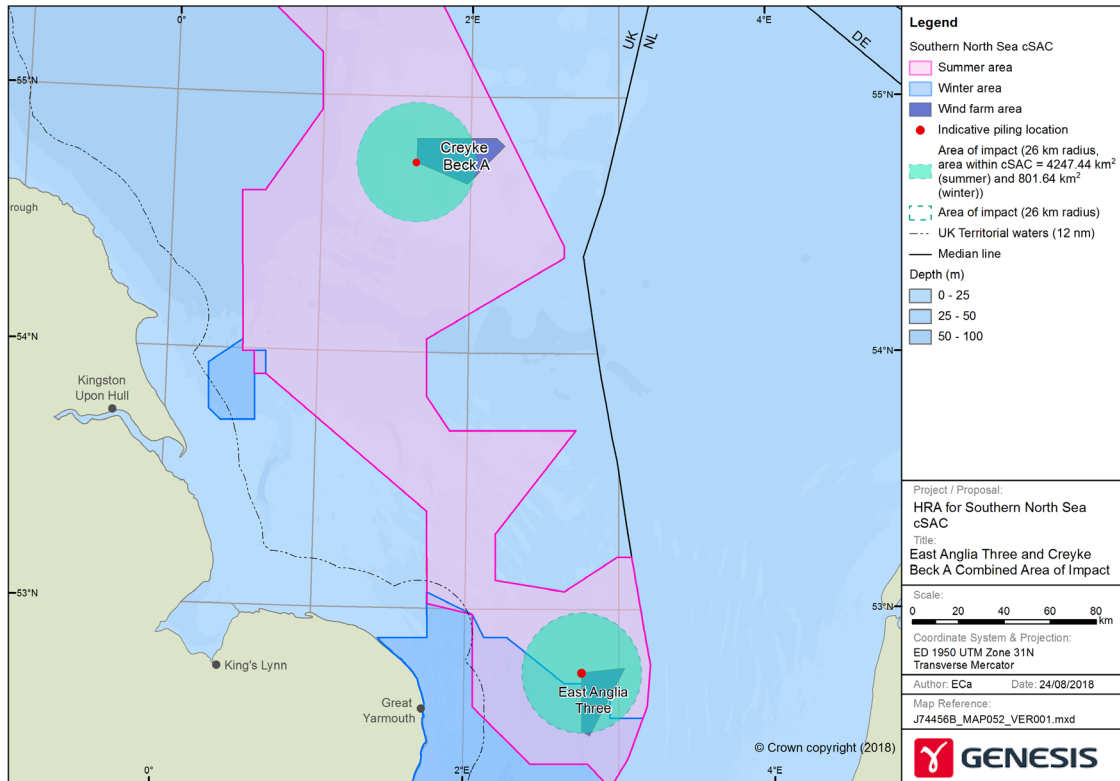 0°
2°E
4°E
UK
NL
DE
55°N
55°N
Creyke
Beck A
rough
54°N
54°N
Kingston
Upon Hull
53°N
53°N
King's Lynn
East Anglia
Three
Great
Yarmouth
© Crown copyright (2018)
0°
2°E
4°E
Legend
Southern North Sea cSAC
Summer area
Winter area
Wind farm area
Indicative piling location
Area of impact (26 km radius,
area within cSAC = 4247.44 km²
(summer) and 801.64 km²
(winter))
Area of impact (26 km radius)
UK Territorial waters (12 nm)
Median line
Depth (m)
0 - 25
25 - 50
50 - 100
Project / Proposal:
HRA for Southern North Sea
cSAC
Title:
East Anglia Three and Creyke
Beck A Combined Area of Impact
Scale:
0 20 40 60 80
km
Coordinate System & Projection:
ED 1950 UTM Zone 31N
Transverse Mercator
Author: ECa Date: 24/08/2018
Map Reference:
J74456B_MAP052_VER001.mxd
GENESIS